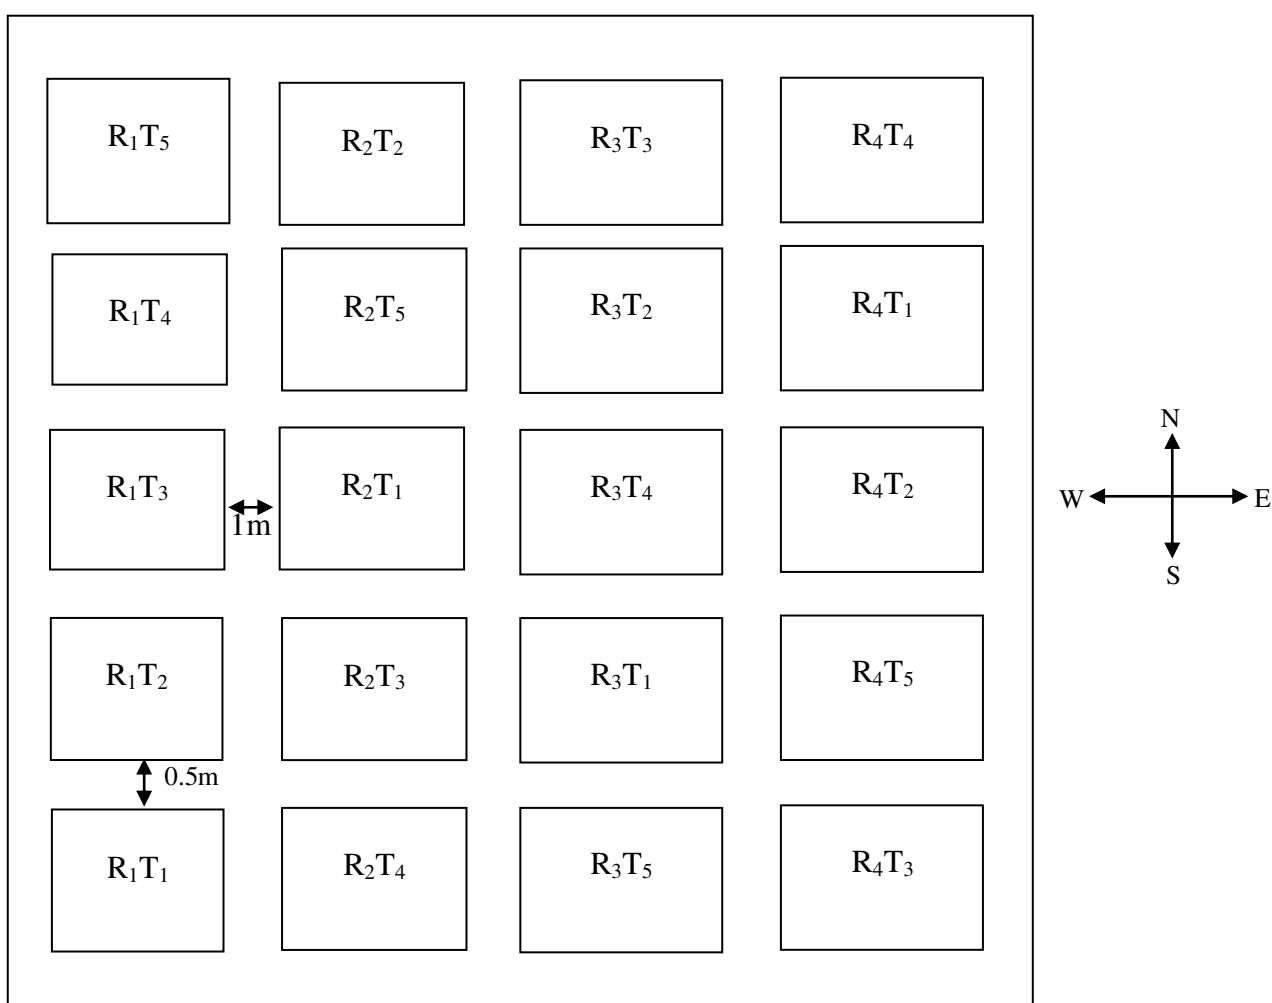 R₁T₅ R₂T₂ R₃T₃ R₄T₄
R₁T₄ R₂T₅ R₃T₂ R₄T₁
N
R₁T₃ R₂T₁ R₃T₄ R₄T₂
W E
1m
S
R₁T₂ R₂T₃ R₃T₁ R₄T₅
0.5m
R₁T₁ R₂T₄ R₃T₅ R₄T₃